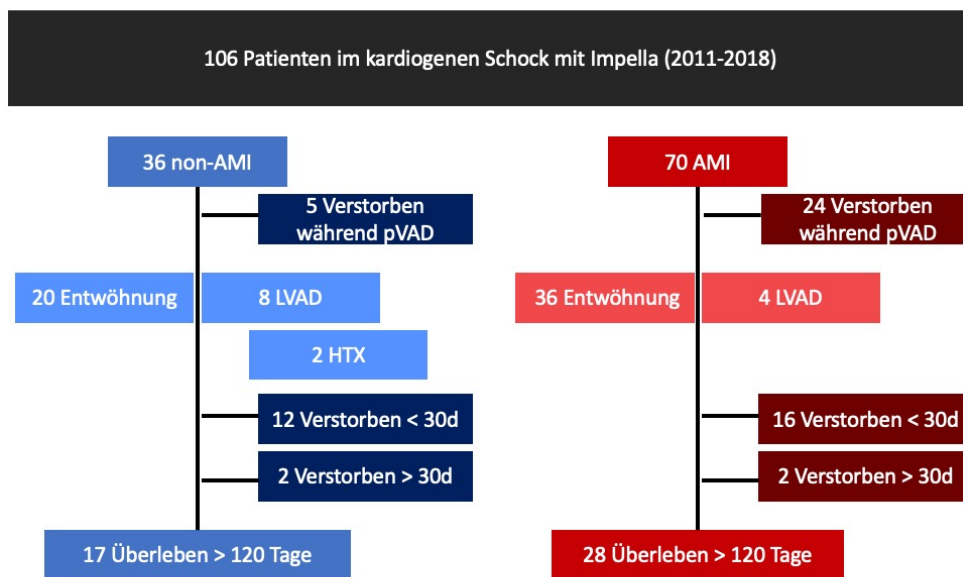 106 Patienten im kardiogenen Schock mit Impella (2011-2018)
36 non-AMI
5 Verstorben
während pVAD
20 Entwöhnung
8 LVAD
2 HTX
12 Verstorben < 30d
2 Verstorben > 30d
17 Überleben > 120 Tage
70 AMI
24 Verstorben
während pVAD
36 Entwöhnung
4 LVAD
16 Verstorben < 30d
2 Verstorben > 30d
28 Überleben > 120 Tage